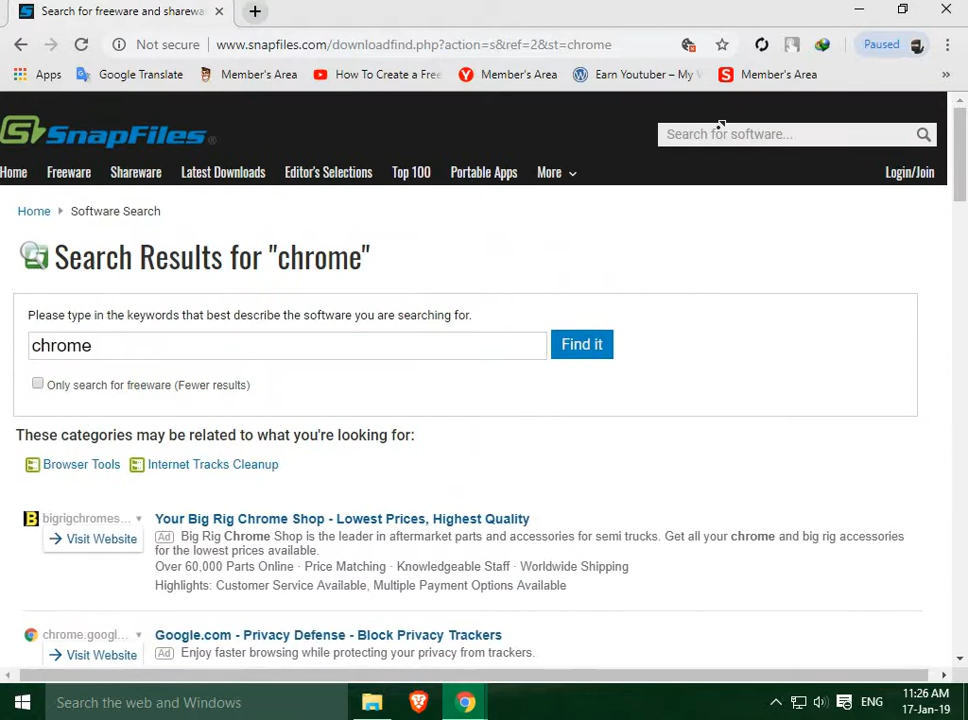 Search for freeware and sharewa
Not secure
www.snapfiles.com/downloadfind.php?action=s&ref=2&st=chrome
Paused
Apps
Google Translate
Member's Area
How To Create a Free
Member's Area
Earn Youtuber – My V
Member's Area
»
SnapFiles®
Search for software...
Home
Freeware
Shareware
Latest Downloads
Editor's Selections
Top 100
Portable Apps
More
Login/Join
Home
Software Search
Search Results for "chrome"
Please type in the keywords that best describe the software you are searching for.
chrome
Find it
Only search for freeware (Fewer results)
These categories may be related to what you're looking for:
Browser Tools
Internet Tracks Cleanup
bigrigchromes...
Visit Website
Your Big Rig Chrome Shop - Lowest Prices, Highest Quality
Ad Big Rig Chrome Shop is the leader in aftermarket parts and accessories for semi trucks. Get all your chrome and big rig accessories
for the lowest prices available.
Over 60,000 Parts Online · Price Matching · Knowledgeable Staff · Worldwide Shipping
Highlights: Customer Service Available, Multiple Payment Options Available
chrome.googl...
Visit Website
Google.com - Privacy Defense - Block Privacy Trackers
Ad Enjoy faster browsing while protecting your privacy from trackers.
Search the web and Windows
ENG
11:26 AM
17-Jan-19